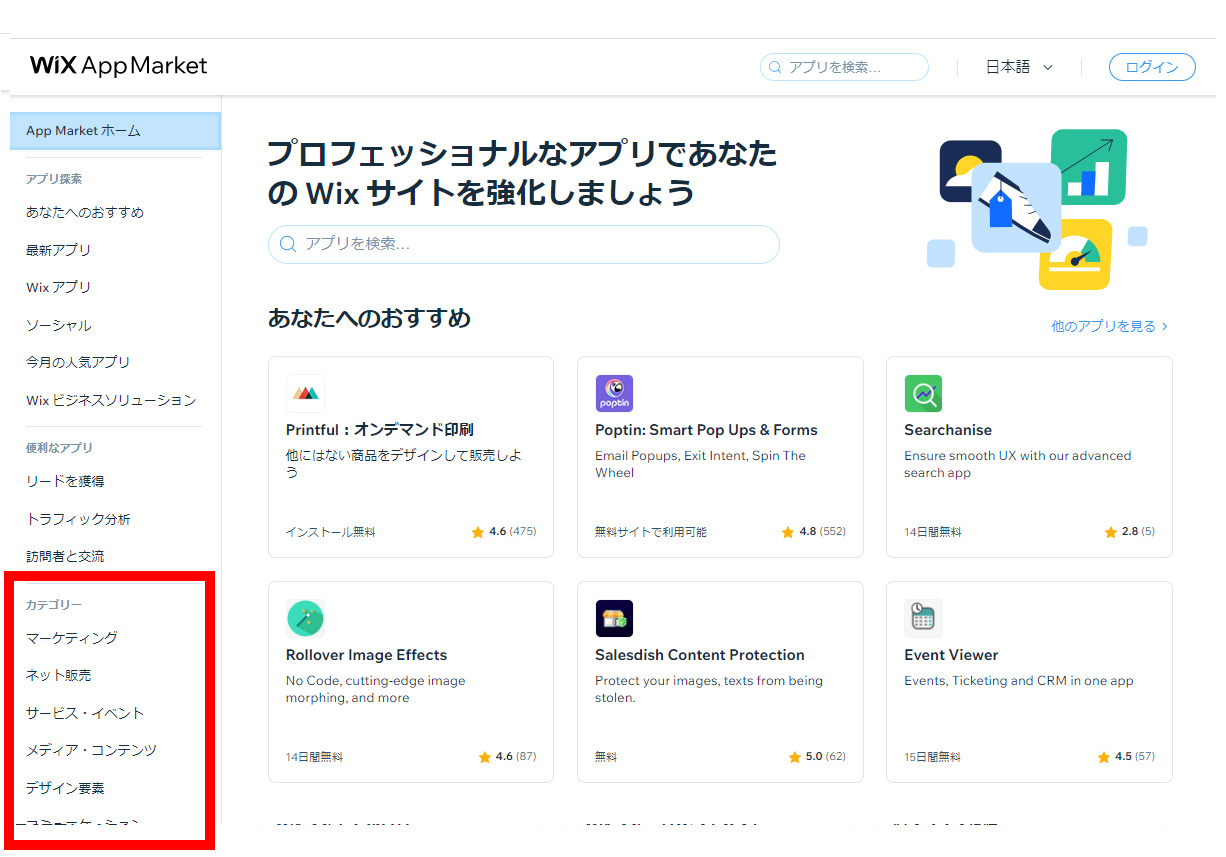 WiX App Market
アプリを検索...
日本語
ログイン
App Market ホーム
アプリ探索
あなたへのおすすめ
最新アプリ
Wix アプリ
ソーシャル
今月の人気アプリ
Wix ビジネスソリューション
便利なアプリ
リードを獲得
トラフィック分析
訪問者と交流
カテゴリー
マーケティング
ネット販売
サービス・イベント
メディア・コンテンツ
デザイン要素
プロフェッショナルなアプリであなた
の Wix サイトを強化しましょう
アプリを検索...
あなたへのおすすめ
他のアプリを見る
Printful：オンデマンド印刷
他にはない商品をデザインして販売しよ
う
インストール無料
4.6 (475)
poptin
Poptin: Smart Pop Ups & Forms
Email Popups, Exit Intent, Spin The
Wheel
無料サイトで利用可能
4.8 (552)
Searchanise
Ensure smooth UX with our advanced
search app
14日間無料
2.8 (5)
Rollover Image Effects
No Code, cutting-edge image
morphing, and more
14日間無料
4.6 (87)
Salesdish Content Protection
Protect your images, texts from being
stolen.
無料
5.0 (62)
Event Viewer
Events, Ticketing and CRM in one app
15日間無料
4.5 (57)